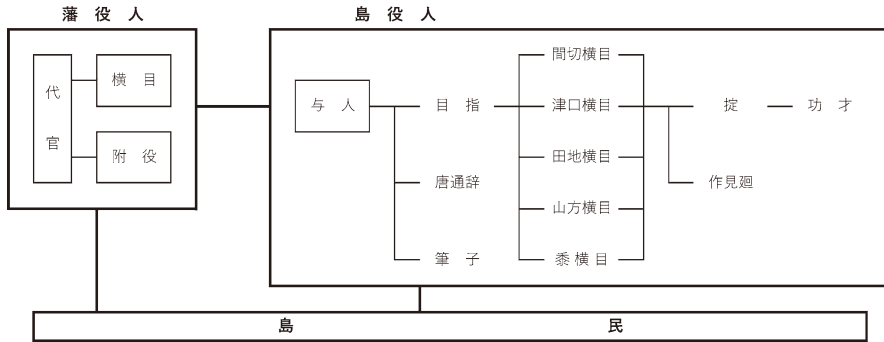 藩役人
島役人
代官
横目
附役
与人
目指
唐通辞
筆子
間切横目
津口横目
田地横目
山方横目
黍横目
掟
功才
作見廻
島民